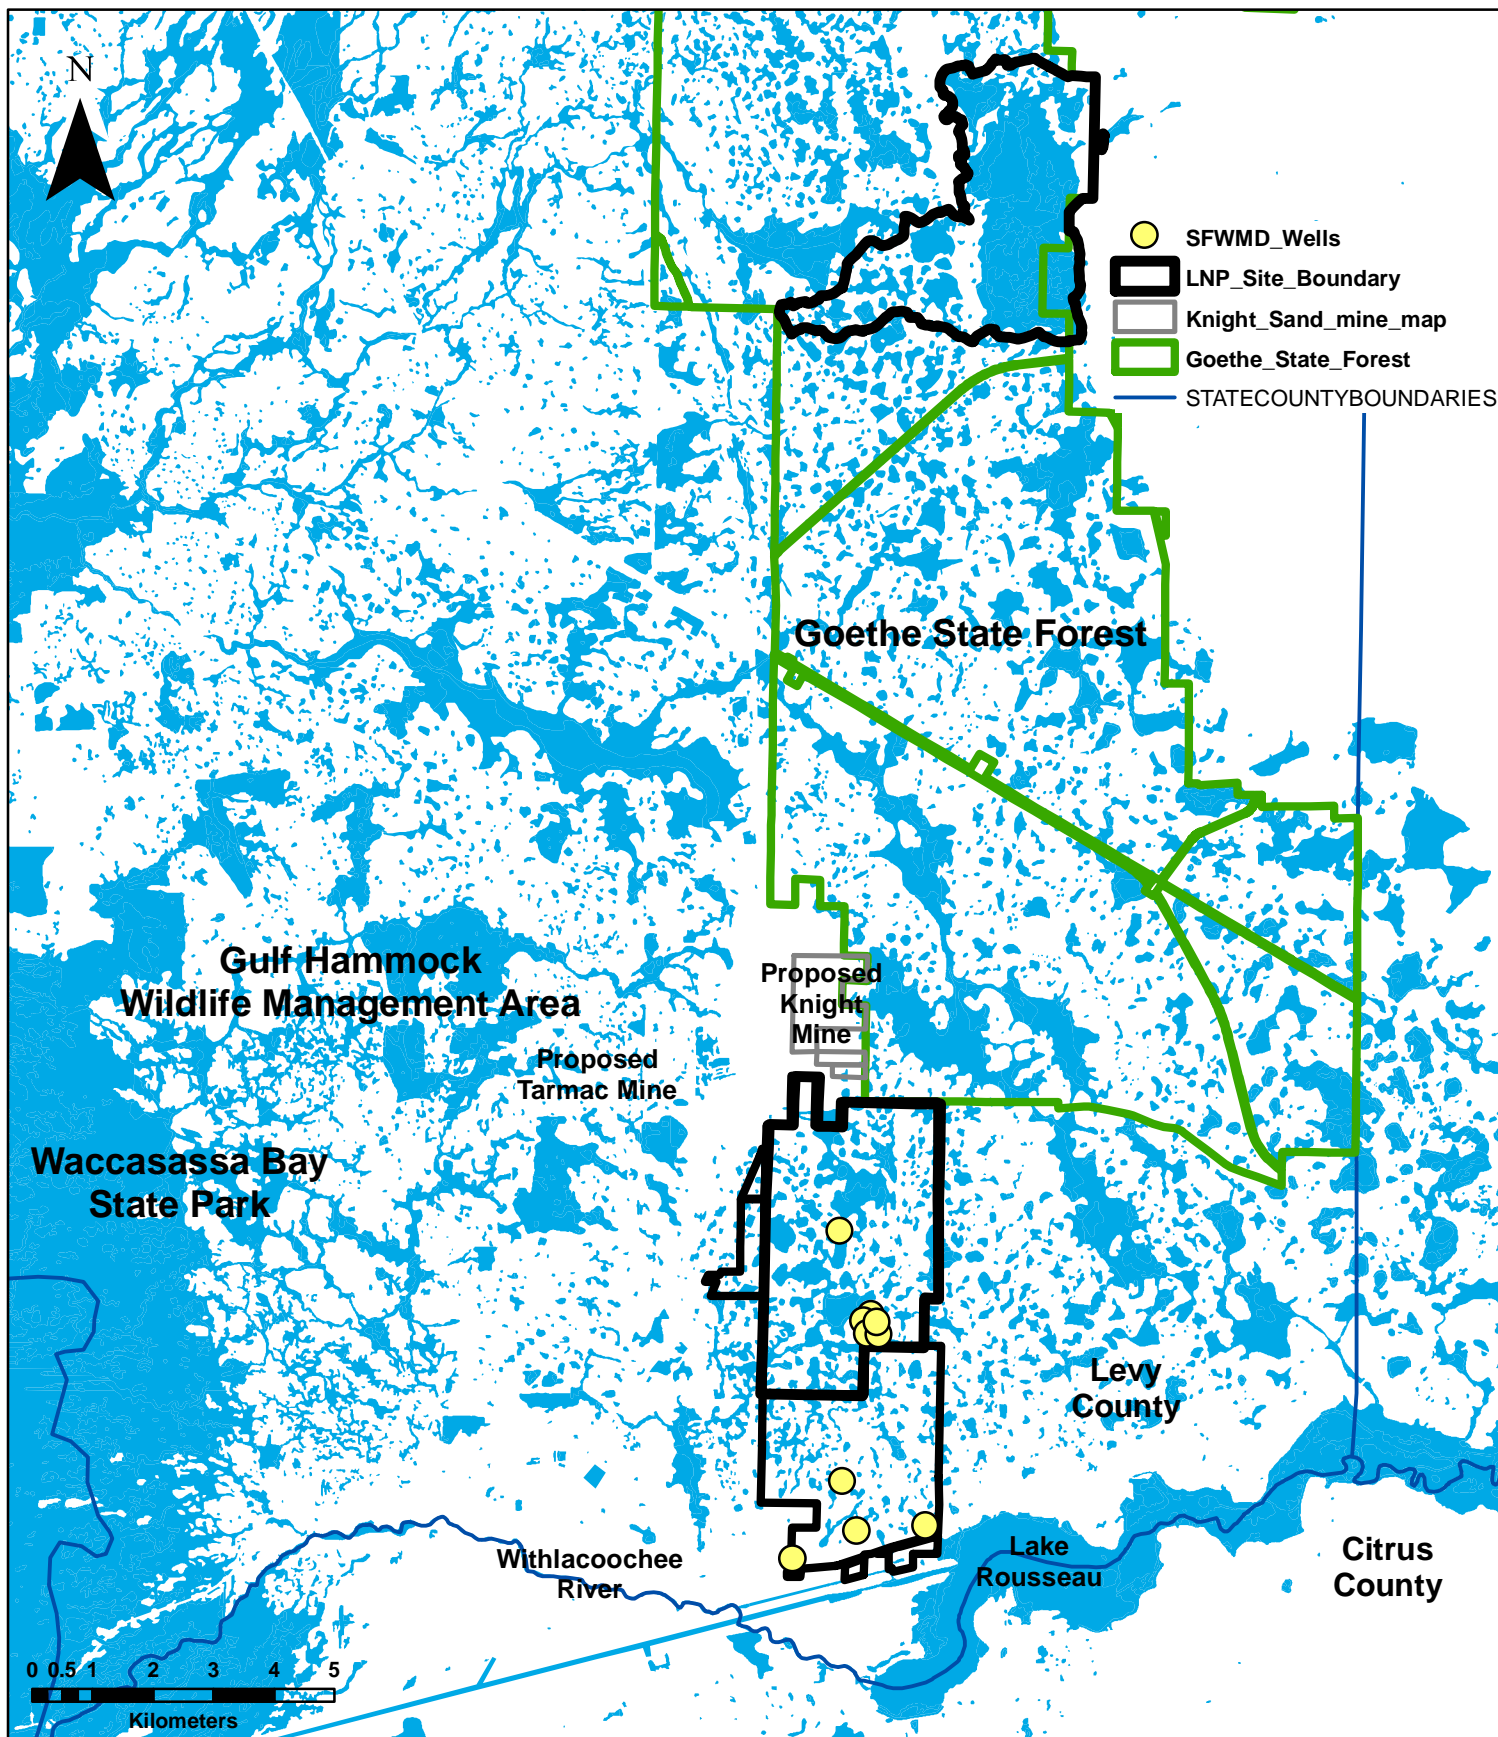 N
SFWMD_Wells
LNP_Site_Boundary
Knight_Sand_mine_map
Goethe_State_Forest
STATECOUNTYBOUNDARIES
Goethe State Forest
Gulf Hammock
Wildlife Management Area
Proposed
Knight
Mine
Proposed
Tarmac Mine
Waccasassa Bay
State Park
Levy
County
Withlacoochee
River
Lake
Rousseau
Citrus
County
0 0.5 1 2 3 4 5
Kilometers